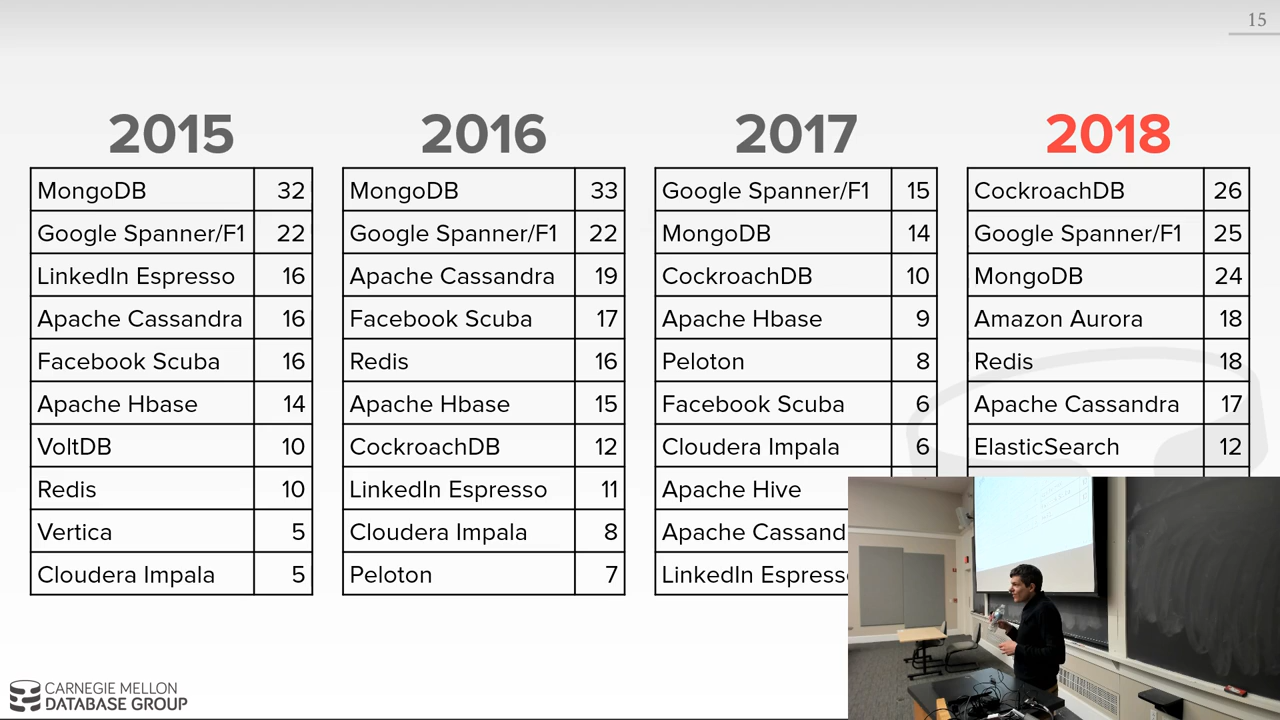 15
2015
MongoDB 32
Google Spanner/F1 22
LinkedIn Espresso 16
Apache Cassandra 16
Facebook Scuba 16
Apache Hbase 14
VoltDB 10
Redis 10
Vertica 5
Cloudera Impala 5
2016
MongoDB 33
Google Spanner/F1 22
Apache Cassandra 19
Facebook Scuba 17
Redis 16
Apache Hbase 15
CockroachDB 12
LinkedIn Espresso 11
Cloudera Impala 8
Peloton 7
2017
Google Spanner/F1 15
MongoDB 14
CockroachDB 10
Apache Hbase 9
Peloton 8
Facebook Scuba 6
Cloudera Impala 6
Apache Hive
Apache Cassand
LinkedIn Espress
2018
CockroachDB 26
Google Spanner/F1 25
MongoDB 24
Amazon Aurora 18
Redis 18
Apache Cassandra 17
ElasticSearch 12
CARNEGIE MELLON
DATABASE GROUP